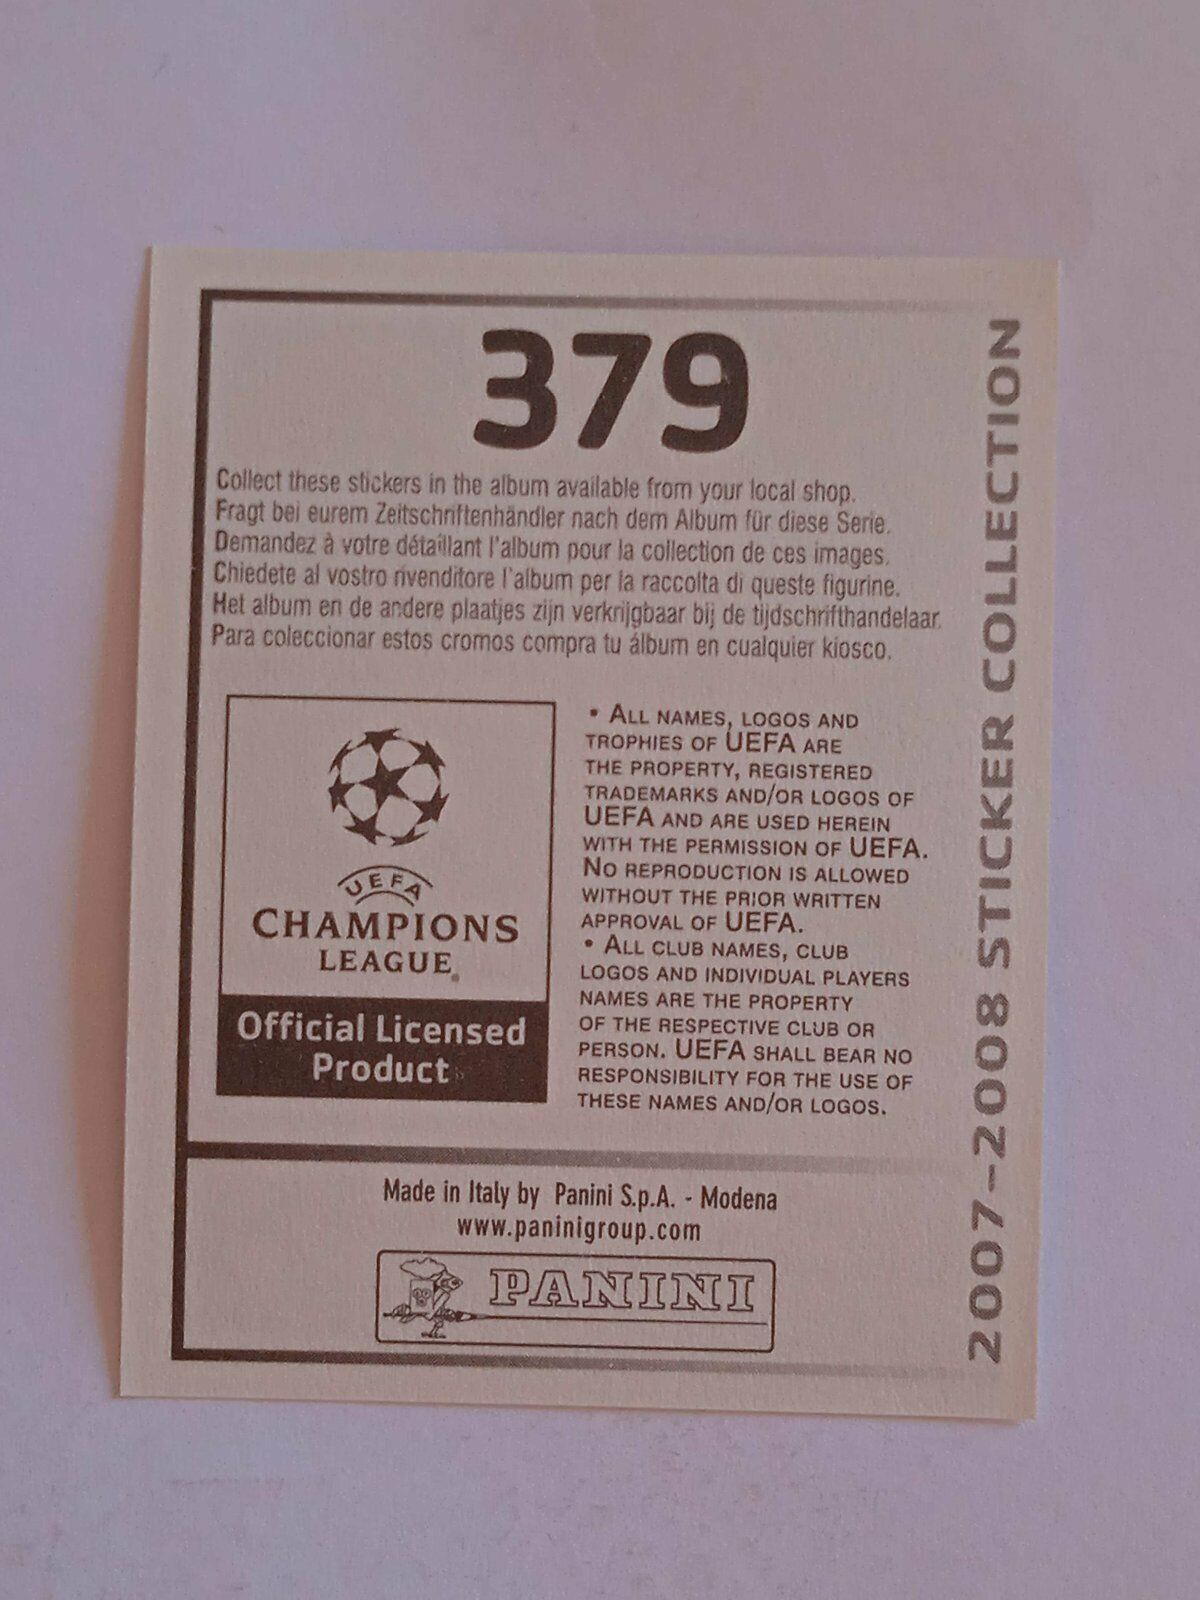 379
Collect these stickers in the album available from your local shop.
Fragt bei eurem Zeitschriftenhändler nach dem Album für diese Serie.
Demandez à votre détaillant l'album pour la collection de ces images.
Chiedete al vostro rivenditore l'album per la raccolta di queste figurine.
Het album en de andere plaatjes zijn verkrijgbaar bij de tijdschrifthandelaar.
Para coleccionar estos cromos compra tu álbum en cualquier kiosco.
UEFA
CHAMPIONS
LEAGUE
Official Licensed
Product
• ALL NAMES, LOGOS AND
TROPHIES OF UEFA ARE
THE PROPERTY, REGISTERED
TRADEMARKS AND/OR LOGOS OF
UEFA AND ARE USED HEREIN
WITH THE PERMISSION OF UEFA.
NO REPRODUCTION IS ALLOWED
WITHOUT THE PRIOR WRITTEN
APPROVAL OF UEFA.
• ALL CLUB NAMES, CLUB
LOGOS AND INDIVIDUAL PLAYERS
NAMES ARE THE PROPERTY
OF THE RESPECTIVE CLUB OR
PERSON. UEFA SHALL BEAR NO
RESPONSIBILITY FOR THE USE OF
THESE NAMES AND/OR LOGOS.
Made in Italy by Panini S.p.A. - Modena
www.paninigroup.com
PANINI
2007-2008 STICKER COLLECTION